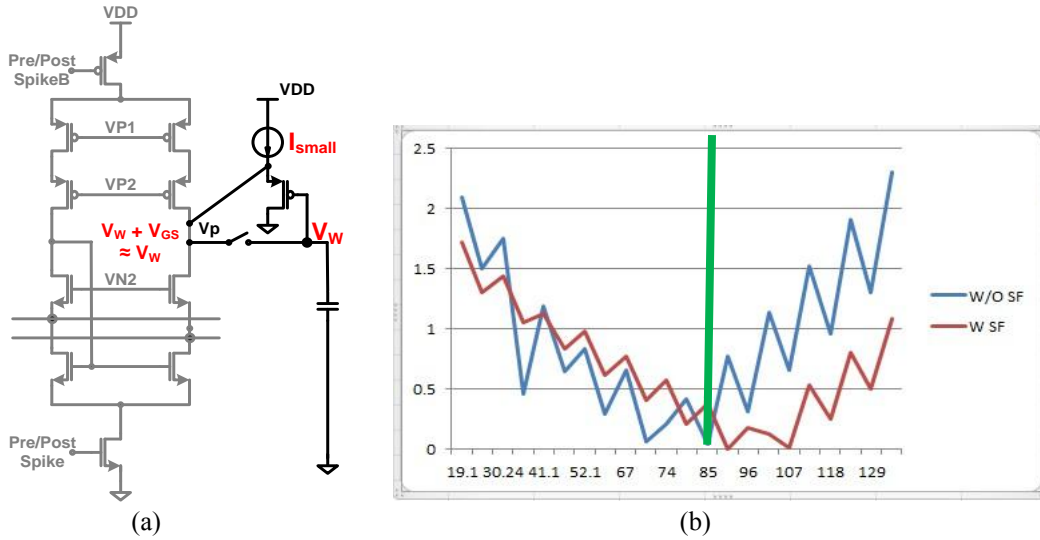 VDD
Pre/Post
SpikeB
VP1
VDD
I small
VP2
VW + VGS
≈ VW
Vp
VW
VN2
Pre/Post
Spike
(a)
2.5
2
1.5
1
0.5
0
19.1 30.24 41.1 52.1 67 74 85 96 107 118 129
W/O SF
W SF
(b)